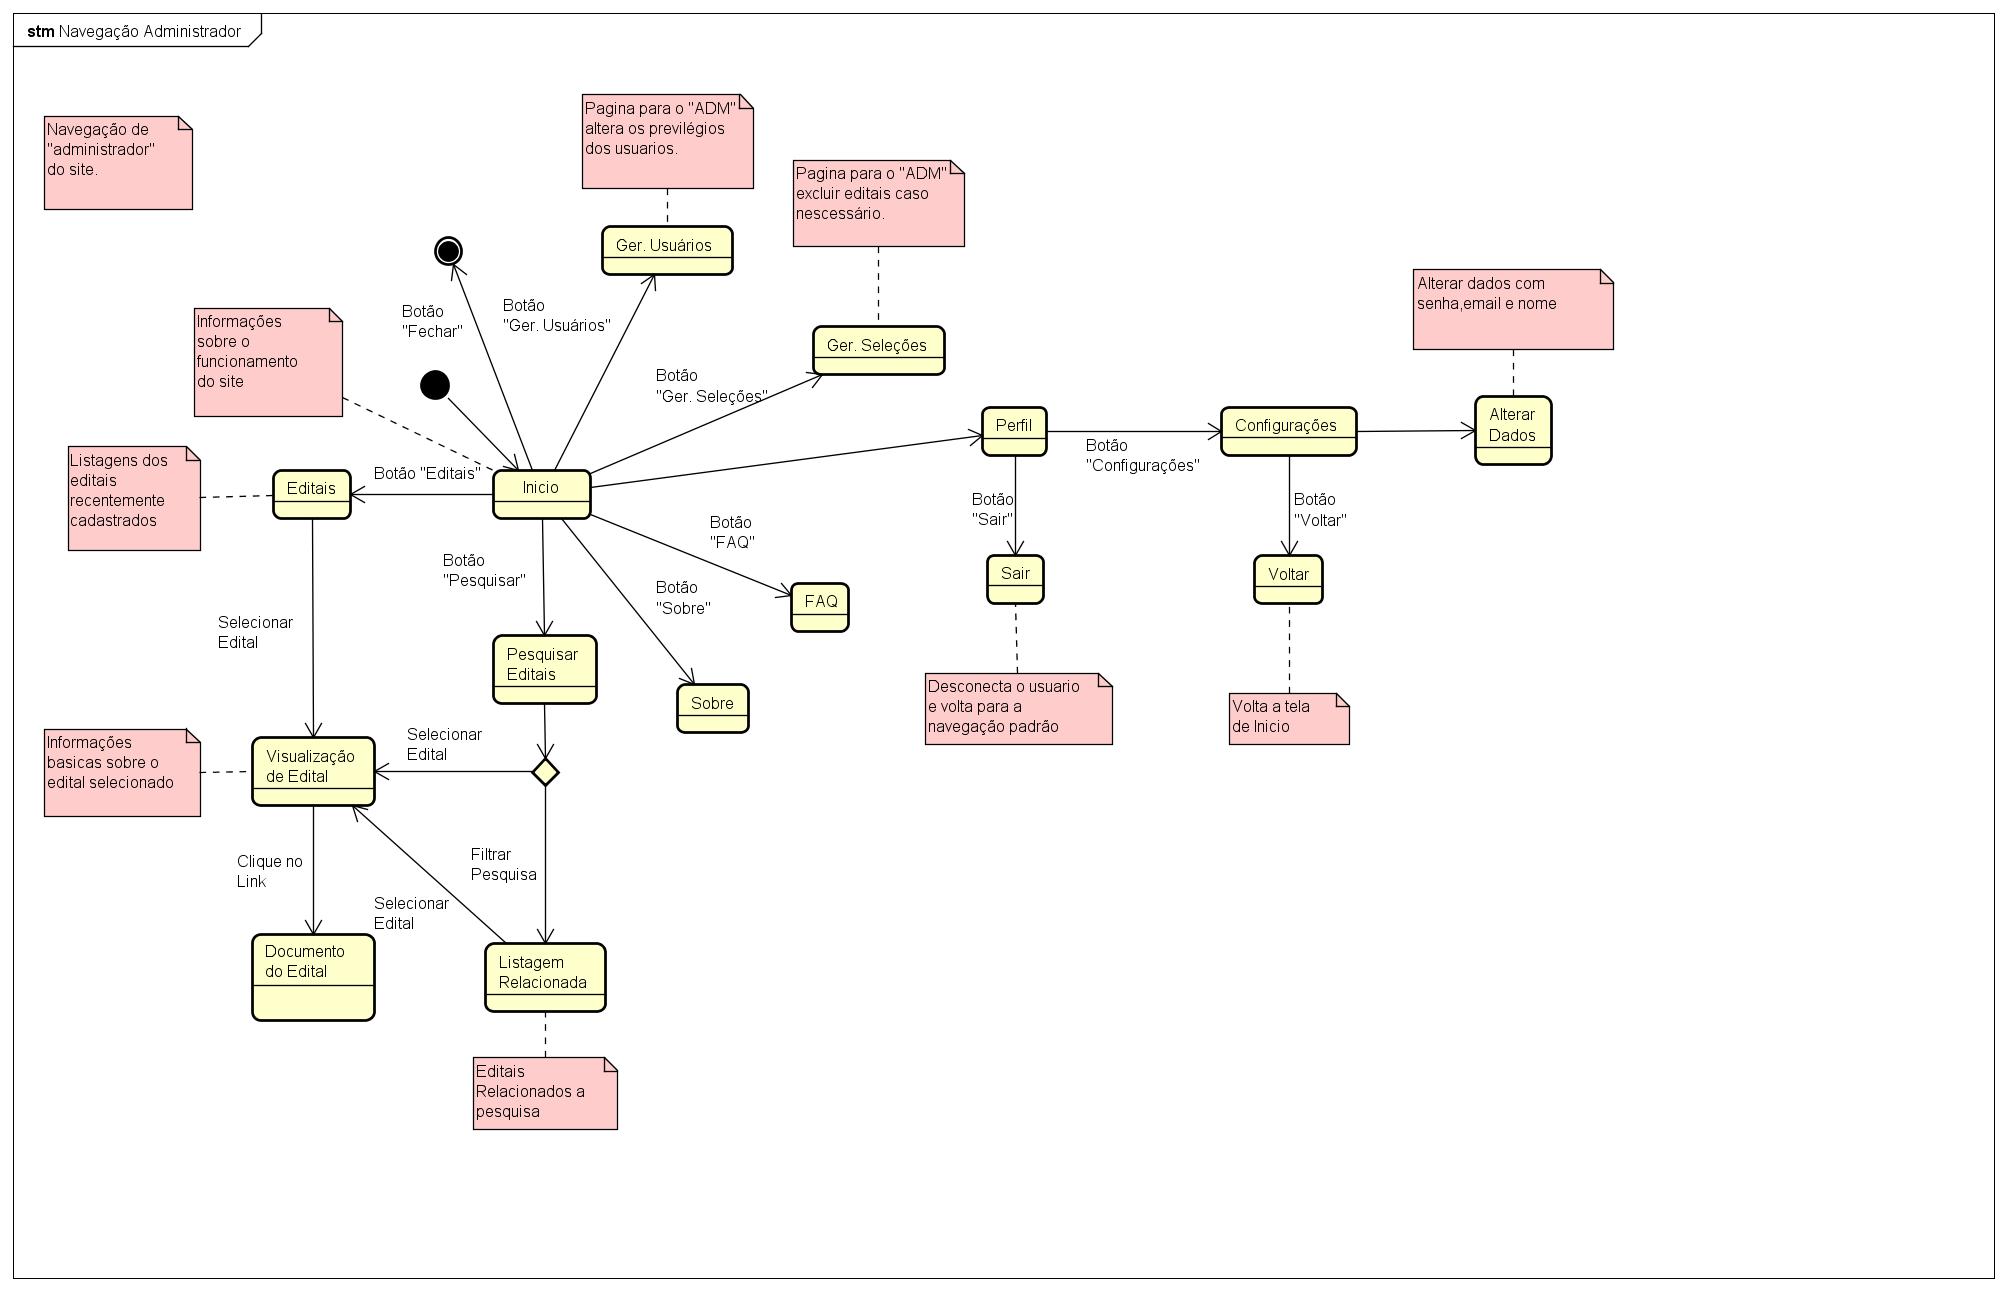 stm Navegação Administrador
Navegação de
"administrador"
do site.
Pagina para o "ADM"
altera os previlégios
dos usuarios.
Pagina para o "ADM"
excluir editais caso
nescessário.
Ger. Usuários
Botão
"Fechar"
Botão
"Ger. Usuários"
Informações
sobre o
funcionamento
do site
Ger. Seleções
Botão
"Ger. Seleções"
Alterar dados com
senha,email e nome
Perfil
Botão
"Configurações"
Configurações
Alterar
Dados
Listagens dos
editais
recentemente
cadastrados
Editais
Botão "Editais"
Inicio
Botão
"Sair"
Botão
"Voltar"
Botão
"FAQ"
Botão
"Pesquisar"
Botão
"Sobre"
Sair
Voltar
FAQ
Selecionar
Edital
Pesquisar
Editais
Sobre
Desconecta o usuario
e volta para a
navegação padrão
Volta a tela
de Inicio
Informações
basicas sobre o
edital selecionado
Visualização
de Edital
Selecionar
Edital
Clique no
Link
Filtrar
Pesquisa
Selecionar
Edital
Documento
do Edital
Listagem
Relacionada
Editais
Relacionados a
pesquisa